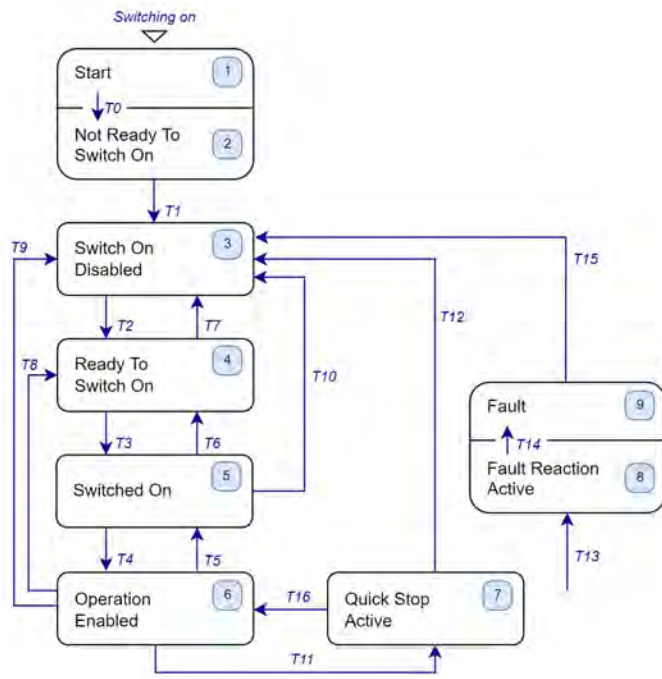 Switching on
Start
1
T0
Not Ready To
Switch On
2
T1
T9
Switch On
Disabled
3
T15
T2
T7
T12
T8
Ready To
Switch On
4
T10
Fault
9
T3
T6
T14
Fault Reaction
Active
8
Switched On
5
T13
T4
T5
Operation
Enabled
6
T16
Quick Stop
Active
7
T11